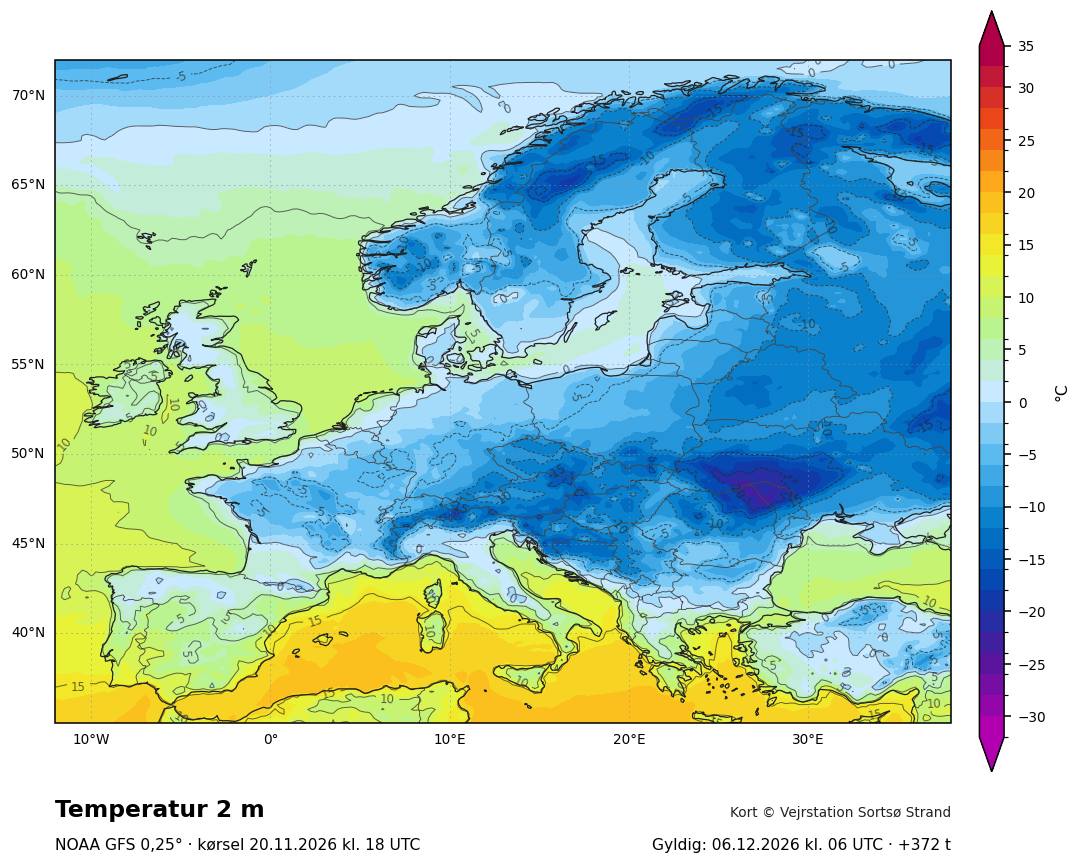 70°N
65°N
60°N
55°N
50°N
45°N
40°N
10°W
0°
10°E
20°E
30°E
35
30
25
20
15
10
5
0
−5
−10
−15
−20
−25
−30
°C
Temperatur 2 m
Kort © Vejrstation Sortsø Strand
NOAA GFS 0,25° · kørsel 20.11.2026 kl. 18 UTC
Gyldig: 06.12.2026 kl. 06 UTC · +372 t